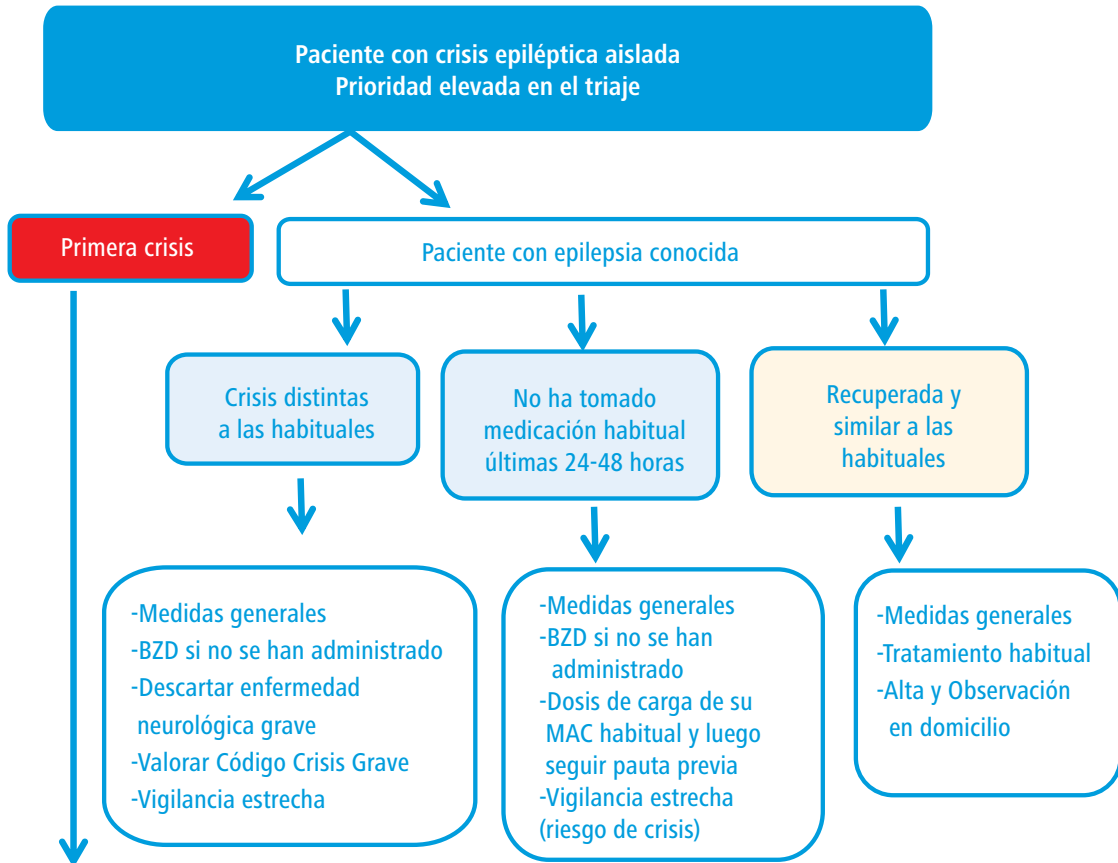 Paciente con crisis epiléptica aislada
Prioridad elevada en el triaje
Primera crisis
Paciente con epilepsia conocida
Crisis distintas
a las habituales
No ha tomado
medicación habitual
últimas 24-48 horas
Recuperada y
similar a las
habituales
-Medidas generales
-BZD si no se han administrado
-Descartar enfermedad
neurológica grave
-Valorar Código Crisis Grave
-Vigilancia estrecha
-Medidas generales
-BZD si no se han
administrado
-Dosis de carga de su
MAC habitual y luego
seguir pauta previa
-Vigilancia estrecha
(riesgo de crisis)
-Medidas generales
-Tratamiento habitual
-Alta y Observación
en domicilio